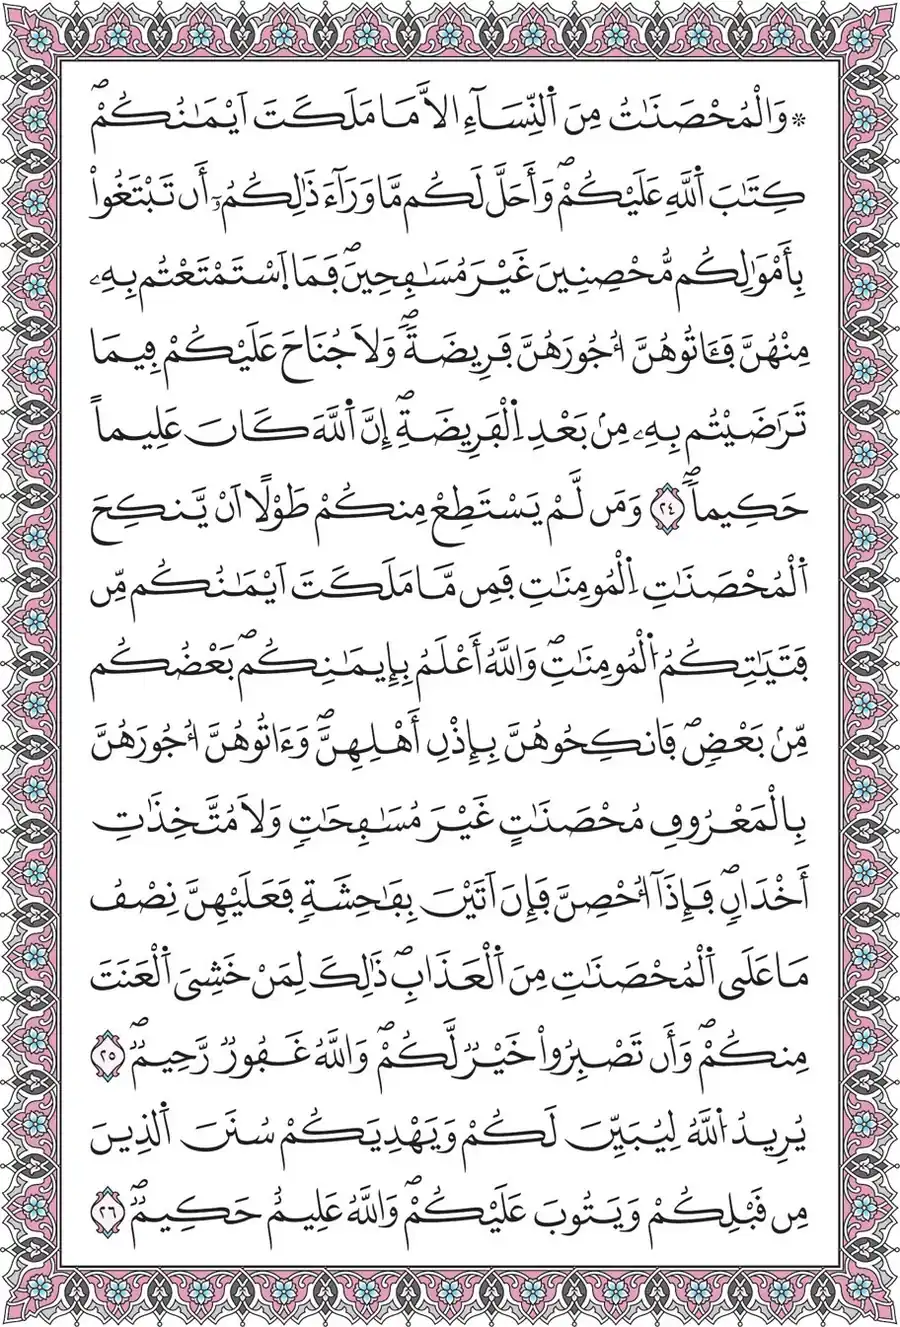 * وَالْمُحْصَنَٰتُ مِنَ اَ۬لنِّسَآءِ الَّا مَا مَلَكَتَ اَيْمَٰنُكُمْۖ
كِتَٰبَ اَ۬للَّهِ عَلَيْكُمْۖ وَأَحَلَّ لَكُم مَّا وَرَآءَ ذَٰلِكُمُۥٓ أَن تَبْتَغُواْ
بِأَمْوَٰلِكُم مُّحْصِنِينَ غَيْرَ مُسَٰفِحِينَۖ فَمَا اَ۪سْتَمْتَعْتُم بِهِۦ
مِنْهُنَّ فَـَٔاتُوهُنَّ أُجُورَهُنَّ فَرِيضَةٗۖ وَلَا جُنَاحَ عَلَيْكُمْ فِيمَا
تَرَٰضَيْتُم بِهِۦ مِنۢ بَعْدِ اِ۬لْفَرِيضَةِۖ إِنَّ اَ۬للَّهَ كَانَ عَلِيماً
حَكِيماٗۖ ٢٤ وَمَن لَّمْ يَسْتَطِعْ مِنكُمْ طَوْلًا اَنْ يَّنكِحَ
اَ۬لْمُحْصَنَٰتِ اِ۬لْمُومِنَٰتِ فَمِن مَّا مَلَكَتَ اَيْمَٰنُكُم مِّن
فَتَيَٰتِكُمُ اُ۬لْمُومِنَٰتِۖ وَاللَّهُ أَعْلَمُ بِإِيمَٰنِكُمۖ بَعْضُكُم
مِّنۢ بَعْضٖۖ فَانكِحُوهُنَّ بِإِذْنِ أَهْلِهِنَّۖ وَءَاتُوهُنَّ أُجُورَهُنَّ
بِالْمَعْرُوفِ مُحْصَنَٰتٍ غَيْرَ مُسَٰفِحَٰتٖ وَلَا مُتَّخِذَٰتِ
أَخْدَانٖۖ فَإِذَآ أُحْصِنَّ فَإِنَ اَتَيْنَ بِفَٰحِشَةٖ فَعَلَيْهِنَّ نِصْفُ
مَا عَلَى اَ۬لْمُحْصَنَٰتِ مِنَ اَ۬لْعَذَابِۖ ذَٰلِكَ لِمَنْ خَشِيَ اَ۬لْعَنَتَ
مِنكُمْۖ وَأَن تَصْبِرُواْ خَيْرٞ لَّكُمْۖ وَاللَّهُ غَفُورٞ رَّحِيمٞۖ ٢٥
يُرِيدُ اُ۬للَّهُ لِيُبَيِّنَ لَكُمْ وَيَهْدِيَكُمْ سُنَنَ اَ۬لذِينَ
مِن قَبْلِكُمْ وَيَتُوبَ عَلَيْكُمْۖ وَاللَّهُ عَلِيمٌ حَكِيمٞۖ ٢٦